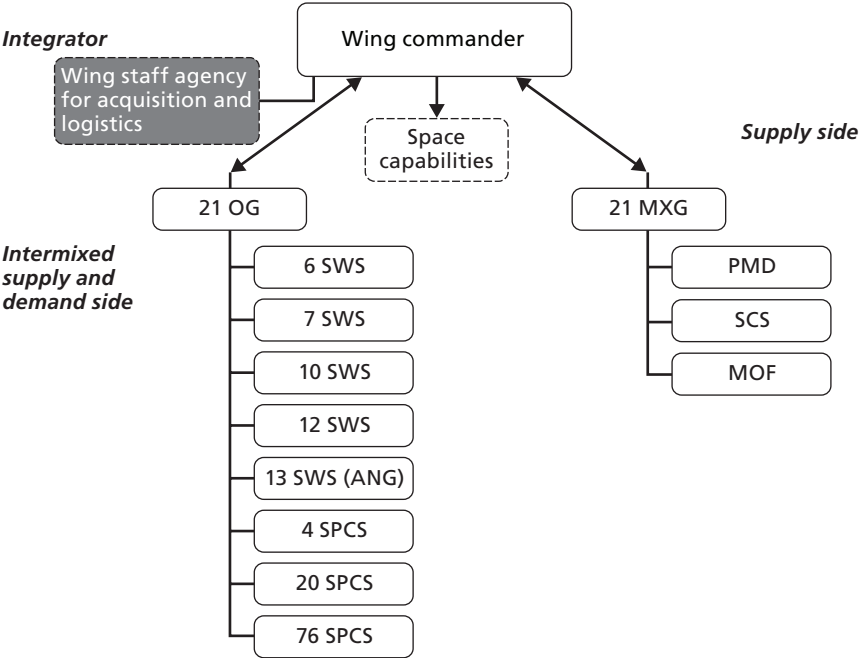 Integrator
Wing commander
Wing staff agency
for acquisition and
logistics
Space
capabilities
Supply side
21 OG
21 MXG
Intermixed
supply and
demand side
6 SWS
7 SWS
10 SWS
12 SWS
13 SWS (ANG)
4 SPCS
20 SPCS
76 SPCS
PMD
SCS
MOF